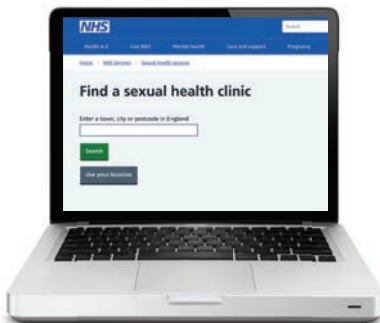 NHS
Search
Health A-Z Live Well Mental health Care and support Pregnancy
Home NHS Services Sexual health services
Find a sexual health clinic
Enter a town, city or postcode in England
Search
Use your location